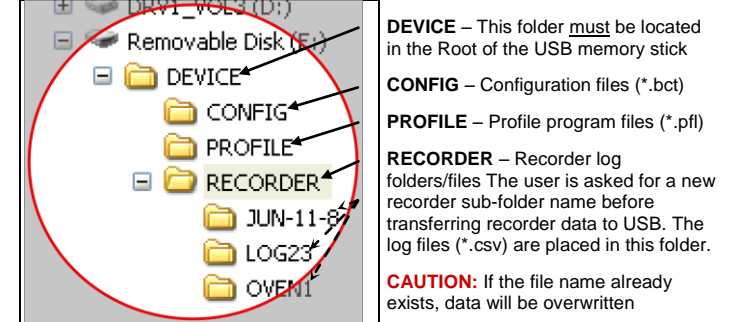 DRV1_VOL3(D:)
Removable Disk (F:)
DEVICE
CONFIG
PROFILE
RECORDER
JUN-11-8
LOG23
OVEN1
DEVICE – This folder must be located
in the Root of the USB memory stick
CONFIG – Configuration files (*.bct)
PROFILE – Profile program files (*.pfl)
RECORDER – Recorder log
folders/files The user is asked for a new
recorder sub-folder name before
transferring recorder data to USB. The
log files (*.csv) are placed in this folder.
CAUTION: If the file name already
exists, data will be overwritten